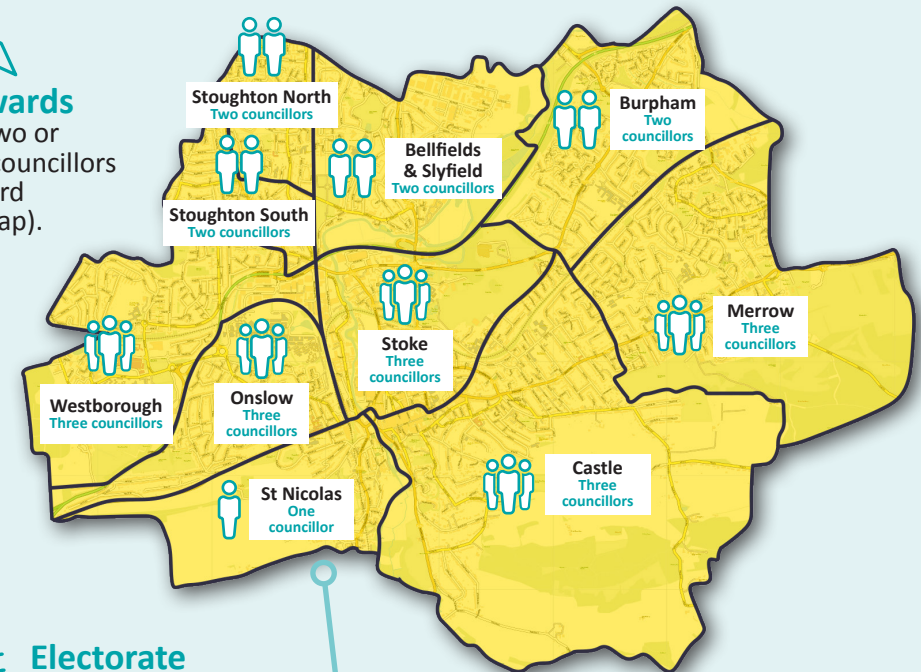 wards
wo or
councillors
rd
ap).
Stoughton North
Two councillors
Burpham
Two
councillors
Bellfields
& Slyfield
Two councillors
Stoughton South
Two councillors
Merrow
Three
councillors
Stoke
Three
councillors
Westborough
Three councillors
Onslow
Three
councillors
Castle
Three
councillors
St Nicolas
One
councillor
Electorate